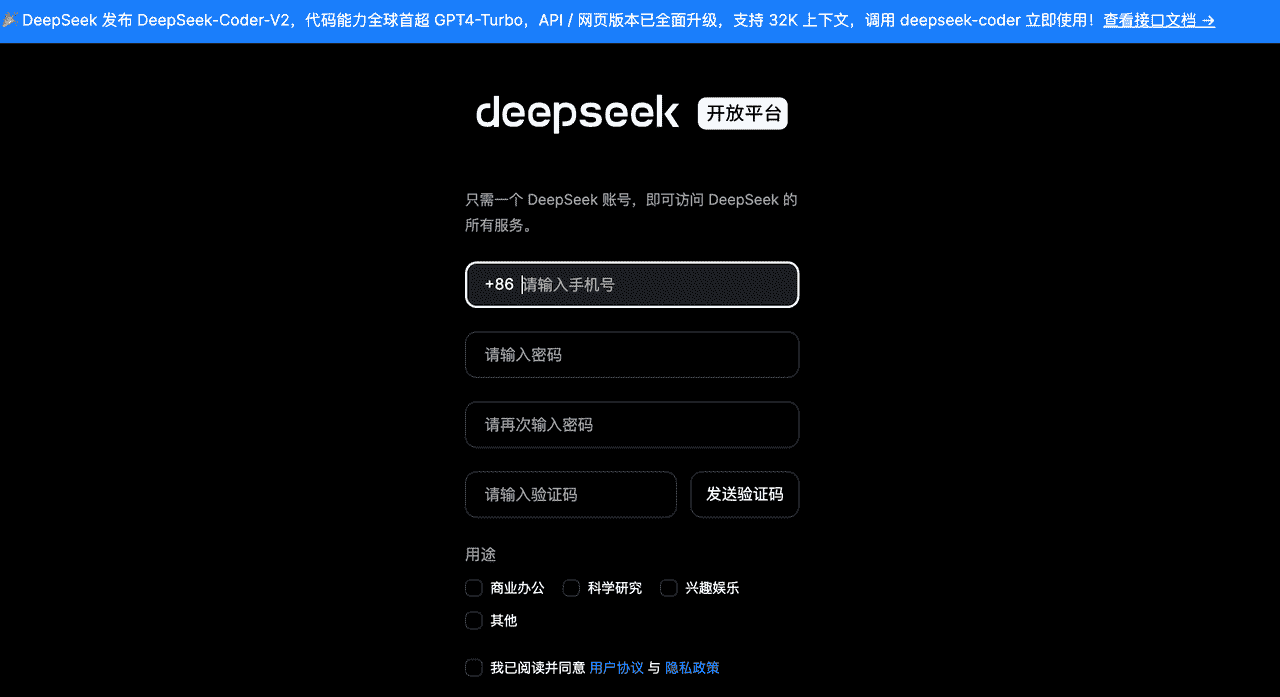 🎉 DeepSeek 发布 DeepSeek-Coder-V2，代码能力全球首超 GPT4-Turbo，API / 网页版本已全面升级，支持 32K 上下文，调用 deepseek-coder 立即使用！查看接口文档 →
deepseek 开放平台
只需一个 DeepSeek 账号，即可访问 DeepSeek 的
所有服务。
+86 请输入手机号
请输入密码
请再次输入密码
请输入验证码 发送验证码
用途
商业办公 科学研究 兴趣娱乐
其他
我已阅读并同意 用户协议 与 隐私政策